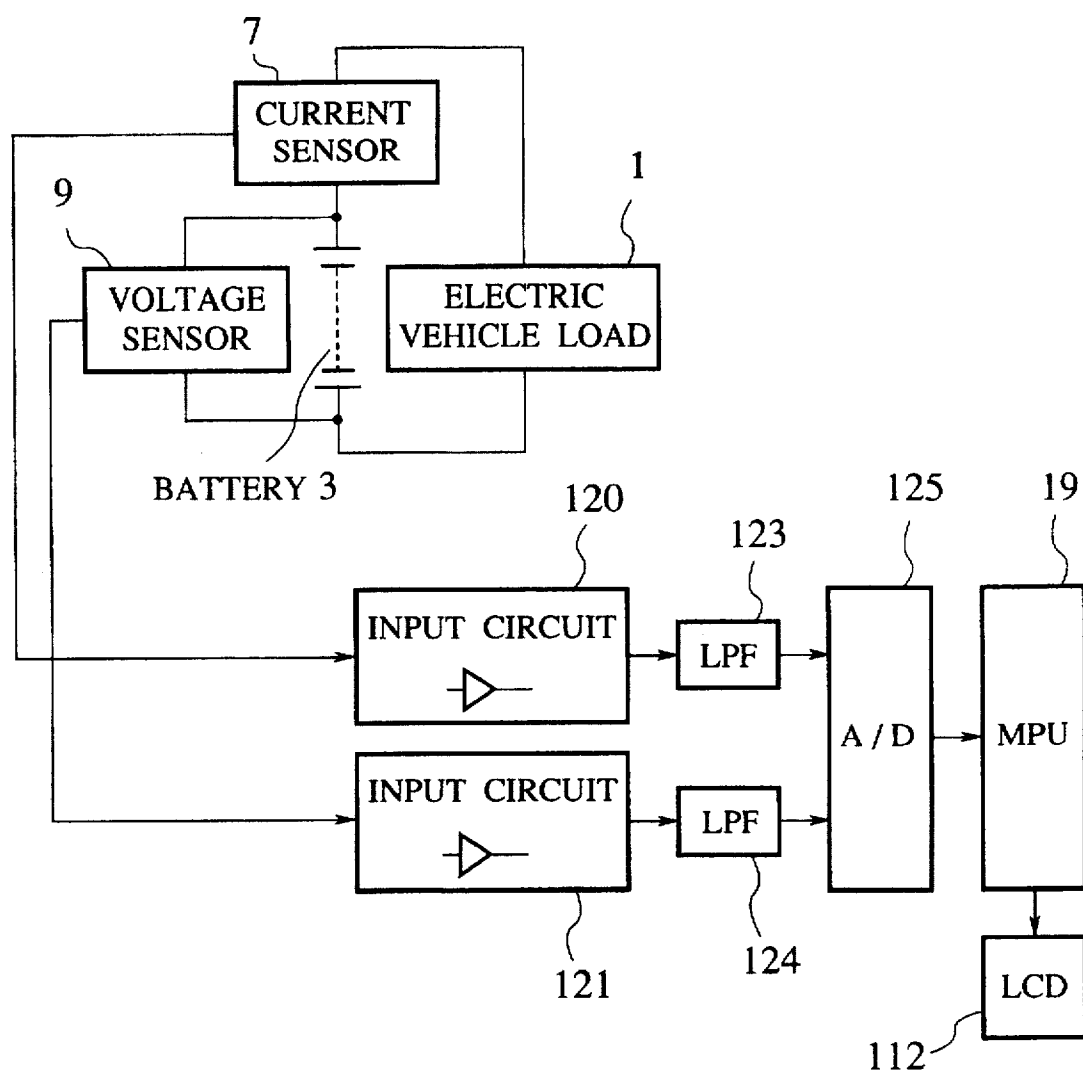 7
CURRENT
SENSOR
1
9
VOLTAGE
SENSOR
ELECTRIC
VEHICLE LOAD
BATTERY 3
120
123
125
19
INPUT CIRCUIT
LPF
A / D
MPU
INPUT CIRCUIT
LPF
121
124
LCD
112